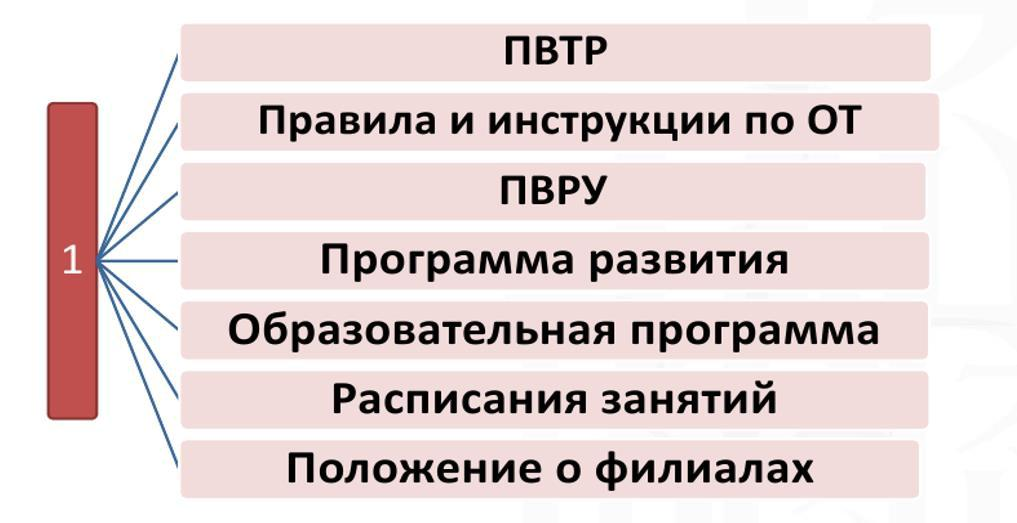 ПВТР
Правила и инструкции по ОТ
ПВРУ
1
Программа развития
Образовательная программа
Расписания занятий
Положение о филиалах